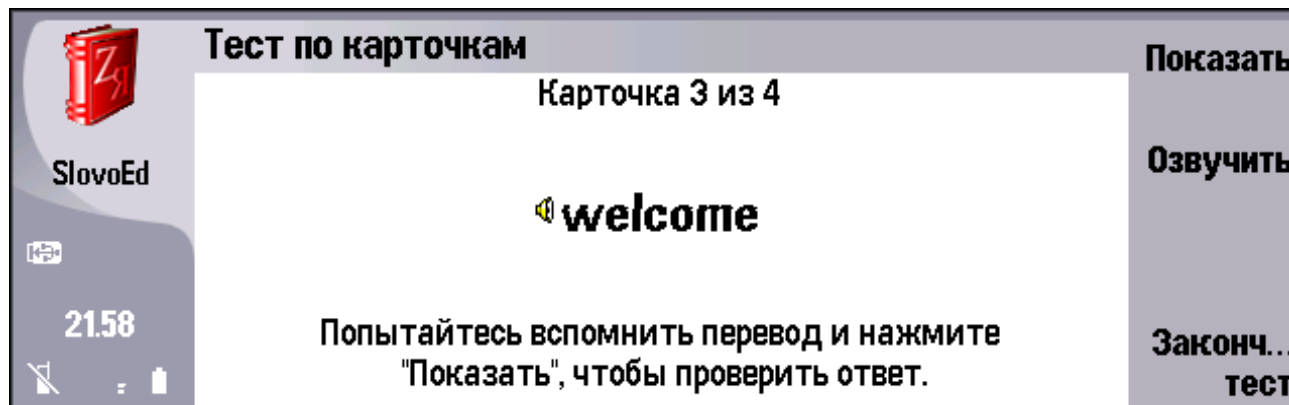 Тест по карточкам
Показать
Карточка 3 из 4
SlovoEd
Озвучить
welcome
21.58
Попытайтесь вспомнить перевод и нажмите
"Показать", чтобы проверить ответ.
Законч...
тест